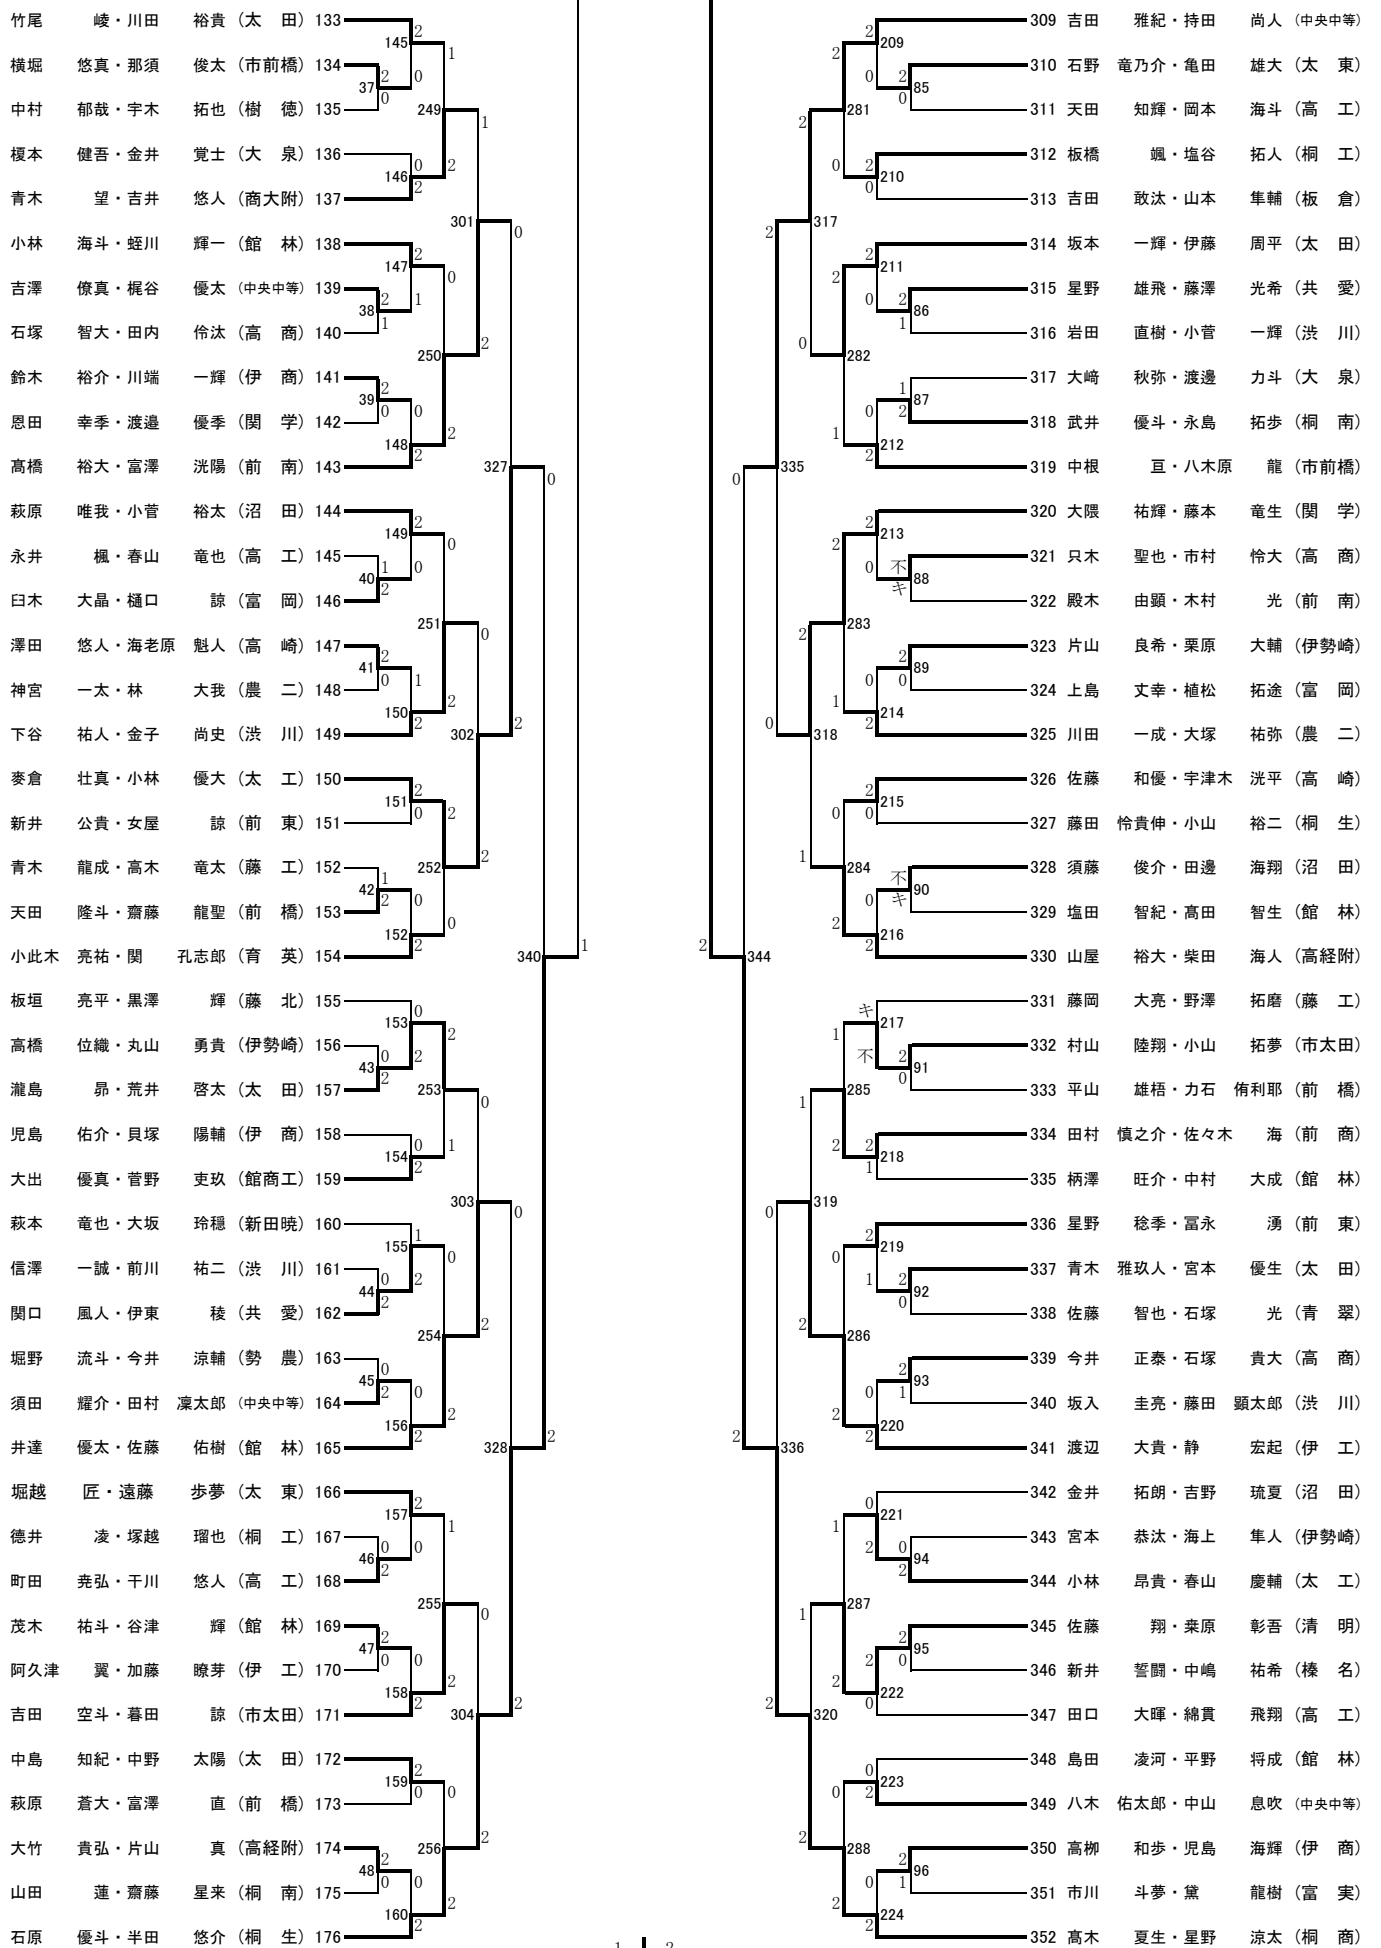 竹尾 崚・川田 裕貴（太 田）133
横堀 悠真・那須 俊太（市前橋）134
中村 郁哉・宇木 拓也（樹 徳）135
榎本 健吾・金井 覚士（大 泉）136
青木 望・吉井 悠人（商大附）137
小林 海斗・蛭川 輝一（館 林）138
吉澤 僚真・梶谷 優太（中央中等）139
石塚 智大・田内 伶汰（高 商）140
鈴木 裕介・川端 一輝（伊 商）141
恩田 幸季・渡邉 優季（関 学）142
髙橋 裕大・富澤 洸陽（前 南）143
萩原 唯我・小菅 裕太（沼 田）144
永井 楓・春山 竜也（高 工）145
臼木 大晶・樋口 諒（富 岡）146
澤田 悠人・海老原 魁人（高 崎）147
神宮 一太・林 大我（農 二）148
下谷 祐人・金子 尚史（渋 川）149
麥倉 壮真・小林 優大（太 工）150
新井 公貴・女屋 諒（前 東）151
青木 龍成・高木 竜太（藤 工）152
天田 隆斗・齋藤 龍聖（前 橋）153
小此木 亮祐・関 孔志郎（育 英）154
板垣 亮平・黒澤 輝（藤 北）155
高橋 位織・丸山 勇貴（伊勢崎）156
瀧島 昴・荒井 啓太（太 田）157
児島 佑介・貝塚 陽輔（伊 商）158
大出 優真・菅野 吏玖（館商工）159
萩本 竜也・大坂 玲穏（新田暁）160
信澤 一誠・前川 祐二（渋 川）161
関口 風人・伊東 稜（共 愛）162
堀野 流斗・今井 涼輔（勢 農）163
須田 耀介・田村 凜太郎（中央中等）164
井達 優太・佐藤 佑樹（館 林）165
堀越 匠・遠藤 歩夢（太 東）166
德井 凌・塚越 瑠也（桐 工）167
町田 尭弘・干川 悠人（高 工）168
茂木 祐斗・谷津 輝（館 林）169
阿久津 翼・加藤 瞭芽（伊 工）170
吉田 空斗・暮田 諒（市太田）171
中島 知紀・中野 太陽（太 田）172
萩原 蒼大・富澤 直（前 橋）173
大竹 貴弘・片山 真（高経附）174
山田 蓮・齋藤 星来（桐 南）175
石原 優斗・半田 悠介（桐 生）176
309 吉田 雅紀・持田 尚人（中央中等）
310 石野 竜乃介・亀田 雄大（太 東）
311 天田 知輝・岡本 海斗（高 工）
312 板橋 颯・塩谷 拓人（桐 工）
313 吉田 敢汰・山本 隼輔（板 倉）
314 坂本 一輝・伊藤 周平（太 田）
315 星野 雄飛・藤澤 光希（共 愛）
316 岩田 直樹・小菅 一輝（渋 川）
317 大﨑 秋弥・渡邊 力斗（大 泉）
318 武井 優斗・永島 拓歩（桐 南）
319 中根 亘・八木原 龍（市前橋）
320 大隈 祐輝・藤本 竜生（関 学）
321 只木 聖也・市村 怜大（高 商）
322 殿木 由顕・木村 光（前 南）
323 片山 良希・栗原 大輔（伊勢崎）
324 上島 丈幸・植松 拓途（富 岡）
325 川田 一成・大塚 祐弥（農 二）
326 佐藤 和優・宇津木 洸平（高 崎）
327 藤田 怜貴伸・小山 裕二（桐 生）
328 須藤 俊介・田邊 海翔（沼 田）
329 塩田 智紀・髙田 智生（館 林）
330 山屋 裕大・柴田 海人（高経附）
331 藤岡 大亮・野澤 拓磨（藤 工）
332 村山 陸翔・小山 拓夢（市太田）
333 平山 雄梧・力石 侑利耶（前 橋）
334 田村 慎之介・佐々木 海（前 商）
335 柄澤 旺介・中村 大成（館 林）
336 星野 稔季・冨永 湧（前 東）
337 青木 雅玖人・宮本 優生（太 田）
338 佐藤 智也・石塚 光（青 翠）
339 今井 正泰・石塚 貴大（高 商）
340 坂入 圭亮・藤田 顕太郎（渋 川）
341 渡辺 大貴・静 宏起（伊 工）
342 金井 拓朗・吉野 琉夏（沼 田）
343 宮本 恭汰・海上 隼人（伊勢崎）
344 小林 昂貴・春山 慶輔（太 工）
345 佐藤 翔・桒原 彰吾（清 明）
346 新井 誓闘・中嶋 祐希（榛 名）
347 田口 大暉・綿貫 飛翔（高 工）
348 島田 凌河・平野 将成（館 林）
349 八木 佑太郎・中山 息吹（中央中等）
350 高栁 和歩・児島 海輝（伊 商）
351 市川 斗夢・黛 龍樹（富 実）
352 髙木 夏生・星野 涼太（桐 商）